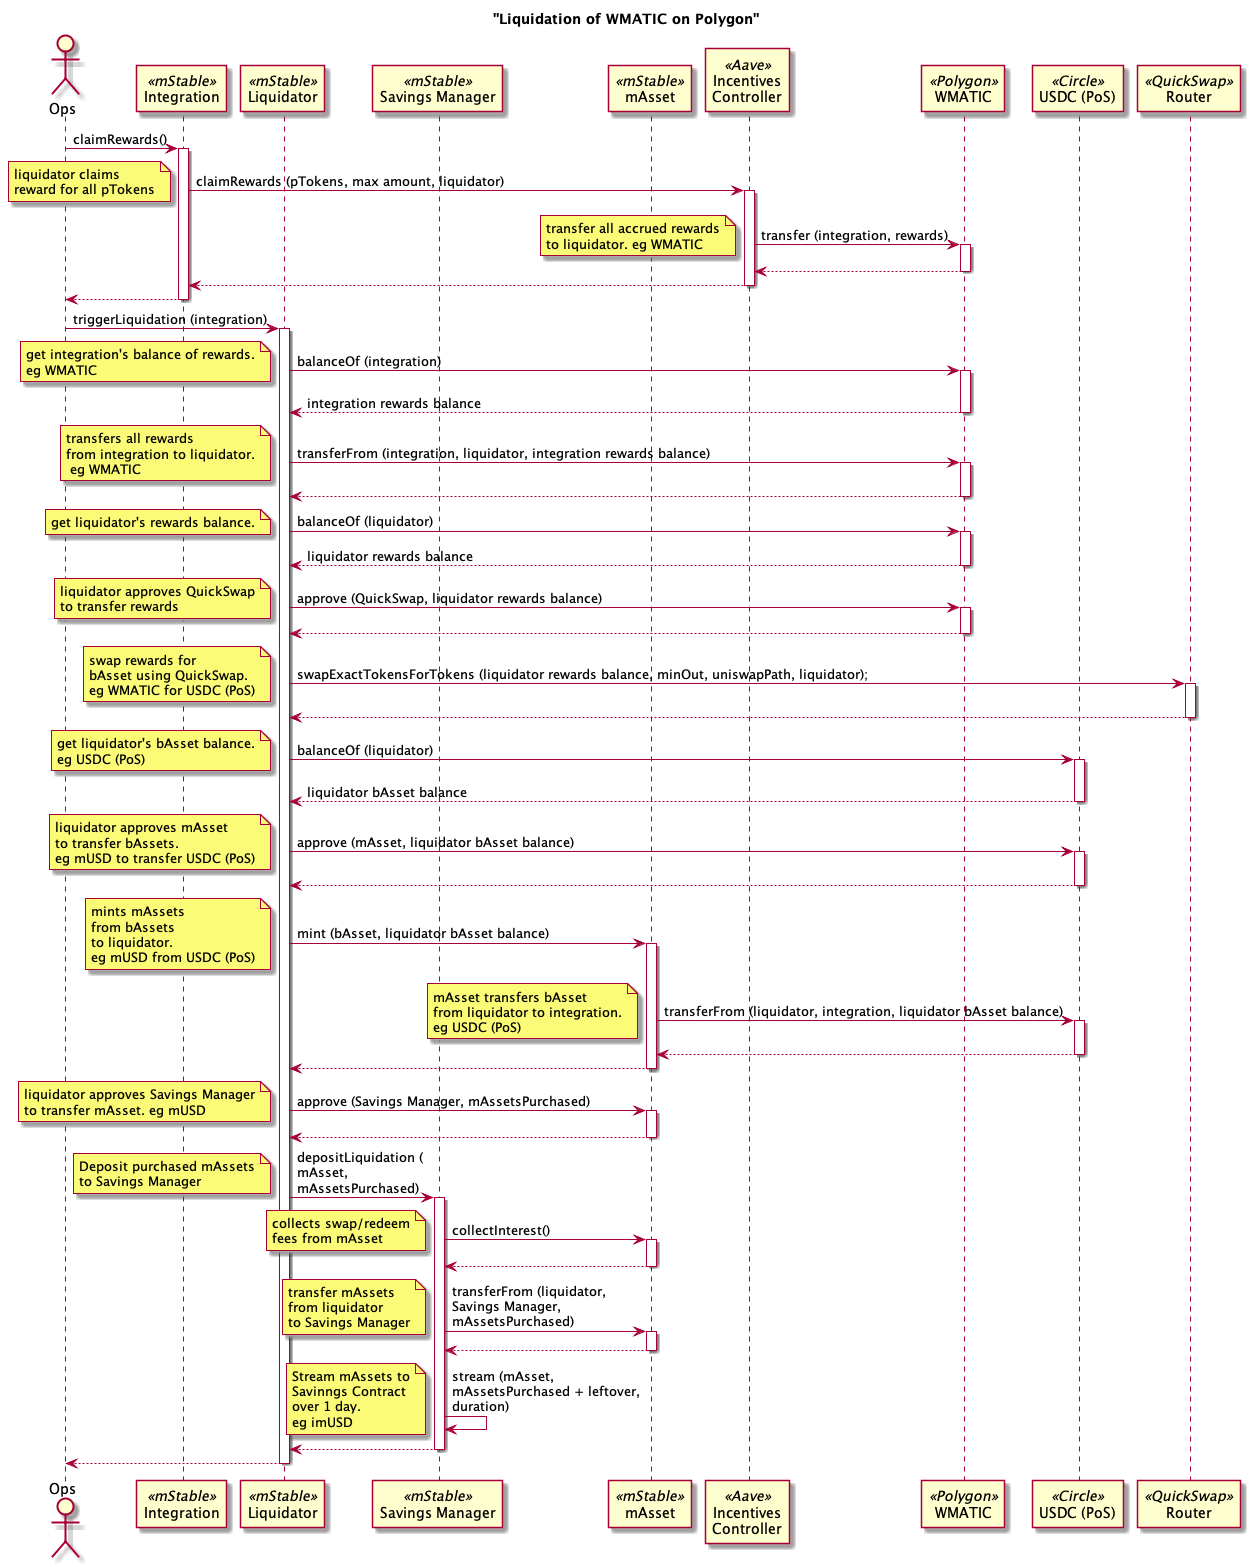 "Liquidation of WMATIC on Polygon"
Ops
«mStable»
Integration
«mStable»
Liquidator
«mStable»
Savings Manager
«mStable»
mAsset
«Aave»
Incentives
Controller
«Polygon»
WMATIC
«Circle»
USDC (PoS)
«QuickSwap»
Router
claimRewards()
liquidator claims
reward for all pTokens
claimRewards (pTokens, max amount, liquidator)
transfer all accrued rewards
to liquidator. eg WMATIC
transfer (integration, rewards)
triggerLiquidation (integration)
get integration's balance of rewards.
eg WMATIC
balanceOf (integration)
integration rewards balance
transfers all rewards
from integration to liquidator.
eg WMATIC
transferFrom (integration, liquidator, integration rewards balance)
get liquidator's rewards balance.
balanceOf (liquidator)
liquidator rewards balance
liquidator approves QuickSwap
to transfer rewards
approve (QuickSwap, liquidator rewards balance)
swap rewards for
bAsset using QuickSwap.
eg WMATIC for USDC (PoS)
swapExactTokensForTokens (liquidator rewards balance, minOut, uniswapPath, liquidator);
get liquidator's bAsset balance.
eg USDC (PoS)
balanceOf (liquidator)
liquidator bAsset balance
liquidator approves mAsset
to transfer bAssets.
eg mUSD to transfer USDC (PoS)
approve (mAsset, liquidator bAsset balance)
mints mAssets
from bAssets
to liquidator.
eg mUSD from USDC (PoS)
mint (bAsset, liquidator bAsset balance)
mAsset transfers bAsset
from liquidator to integration.
eg USDC (PoS)
transferFrom (liquidator, integration, liquidator bAsset balance)
liquidator approves Savings Manager
to transfer mAsset. eg mUSD
approve (Savings Manager, mAssetsPurchased)
Deposit purchased mAssets
to Savings Manager
depositLiquidation (
mAsset,
mAssetsPurchased)
collects swap/redeem
fees from mAsset
collectInterest()
transfer mAssets
from liquidator
to Savings Manager
transferFrom (liquidator,
Savings Manager,
mAssetsPurchased)
Stream mAssets to
Savinngs Contract
over 1 day.
eg imUSD
stream (mAsset,
mAssetsPurchased + leftover,
duration)
Ops
«mStable»
Integration
«mStable»
Liquidator
«mStable»
Savings Manager
«mStable»
mAsset
«Aave»
Incentives
Controller
«Polygon»
WMATIC
«Circle»
USDC (PoS)
«QuickSwap»
Router